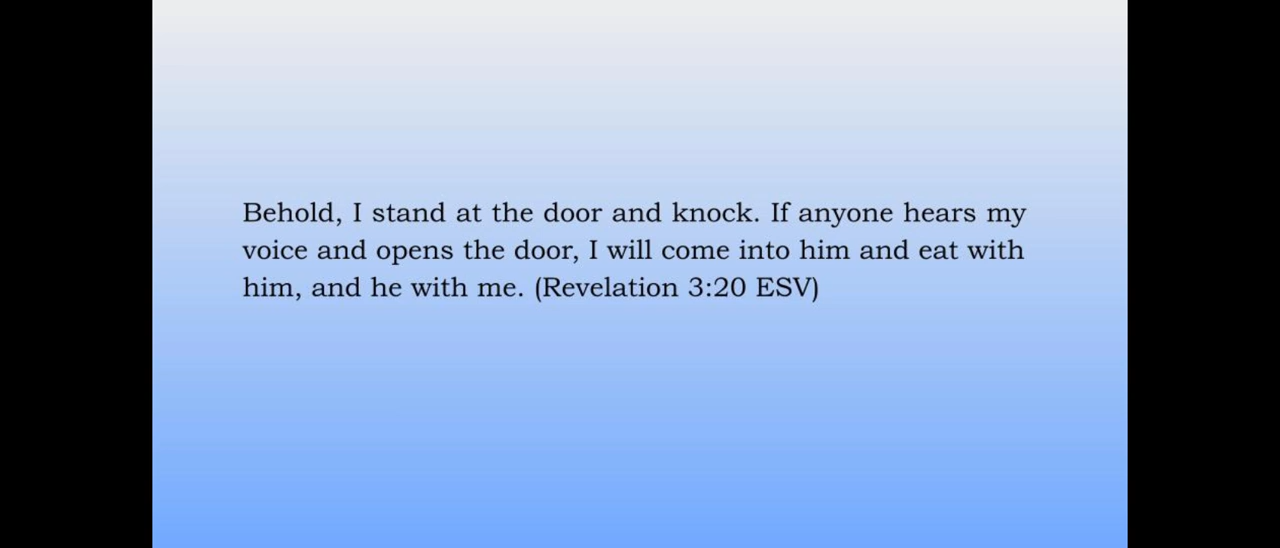 Behold, I stand at the door and knock. If anyone hears my
voice and opens the door, I will come into him and eat with
him, and he with me. (Revelation 3:20 ESV)